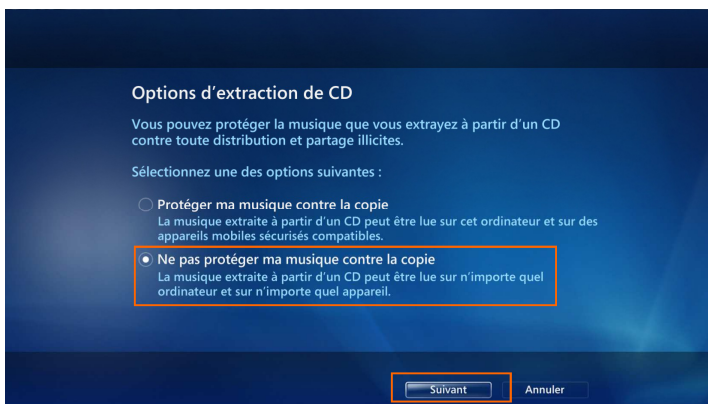 Options d’extraction de CD
Vous pouvez protéger la musique que vous extrayez à partir d’un CD
contre toute distribution et partage illicites.
Sélectionnez une des options suivantes :
Protéger ma musique contre la copie
La musique extraite à partir d’un CD peut être lue sur cet ordinateur et sur des
appareils mobiles sécurisés compatibles.
Ne pas protéger ma musique contre la copie
La musique extraite à partir d’un CD peut être lue sur n’importe quel
ordinateur et sur n’importe quel appareil.
Suivant
Annuler